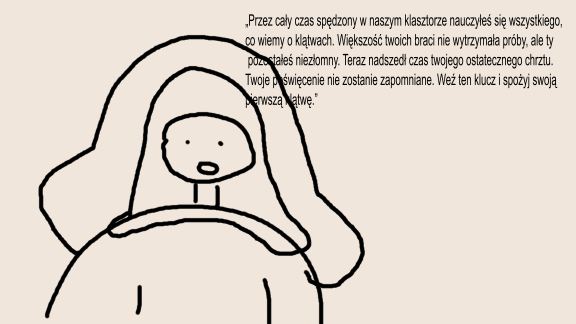 „Przez cały czas spędzony w naszym klasztorze nauczyłeś się wszystkiego,
co wiemy o klątwach. Większość twoich braci nie wytrzymała próby, ale ty
pozostałeś niezłomny. Teraz nadszedł czas twojego ostatecznego chrztu.
Twoje poświęcenie nie zostanie zapomniane. Weź ten klucz i spożyj swoją
pierwszą klątwę.”